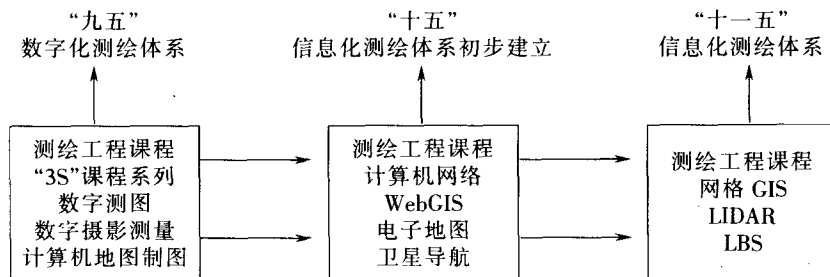 “九五”
数字化测绘体系
“十五”
信息化测绘体系初步建立
“十一五”
信息化测绘体系
测绘工程课程
“3S”课程系列
数字测图
数字摄影测量
计算机地图制图
测绘工程课程
计算机网络
WebGIS
电子地图
卫星导航
测绘工程课程
网格 GIS
LIDAR
LBS